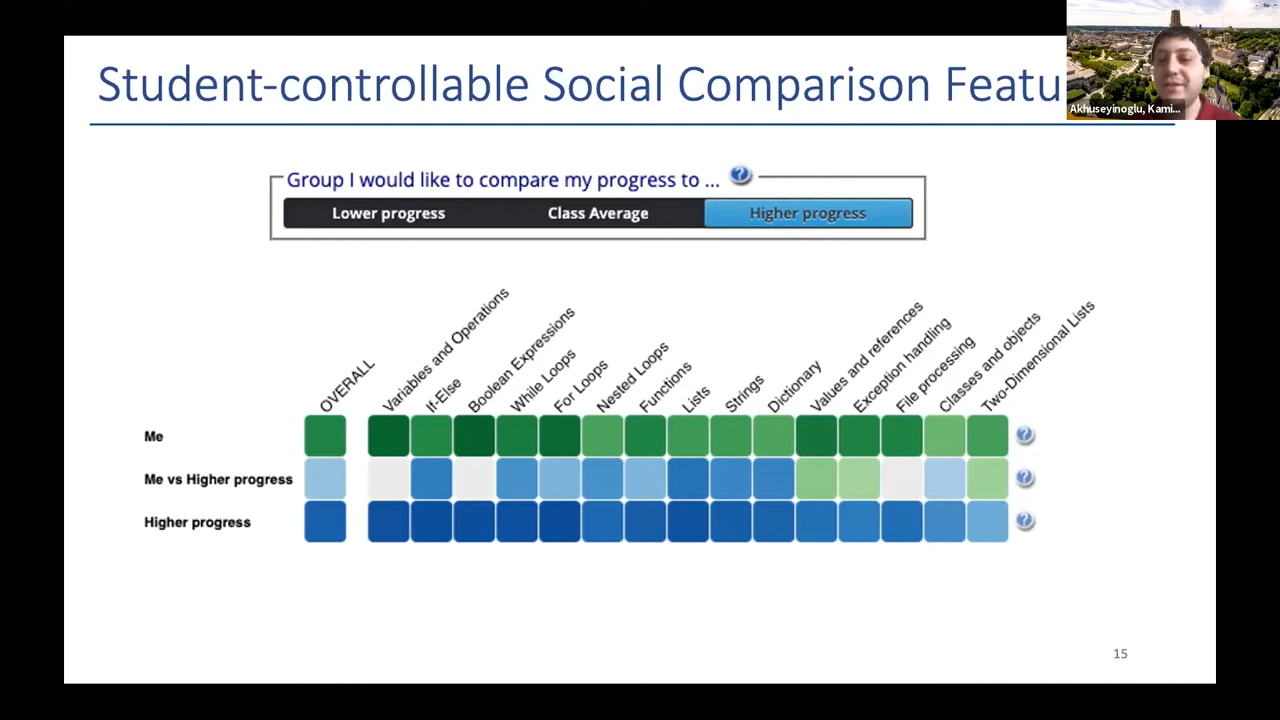 Student-controllable Social Comparison Featu
Akhuseyinoglu, Kami...
Group I would like to compare my progress to ... ?
Lower progress Class Average Higher progress
OVERALL
Variables and Operations
If-Else
Boolean Expressions
While Loops
For Loops
Nested Loops
Functions
Lists
Strings
Dictionary
Values and references
Exception handling
File processing
Classes and objects
Two-Dimensional Lists
Me ?
Me vs Higher progress ?
Higher progress ?
15